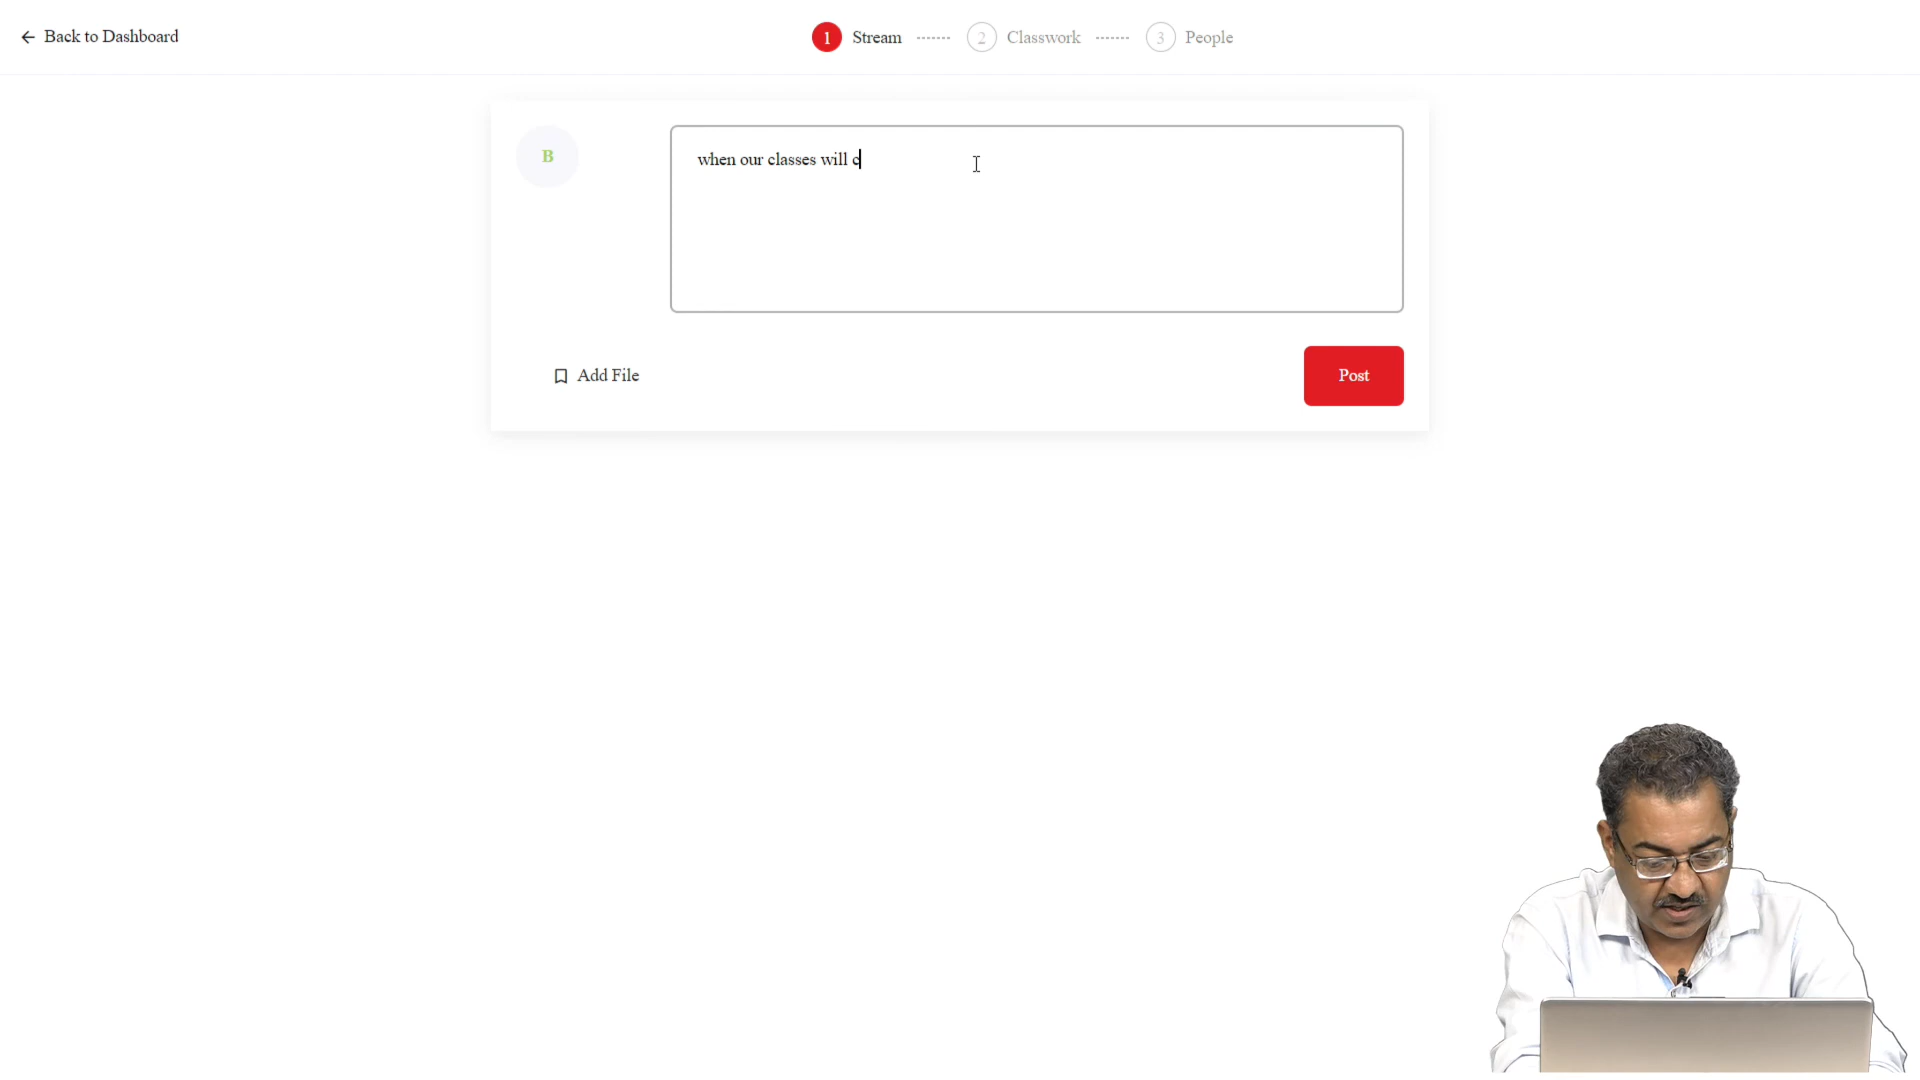 Back to Dashboard
1 Stream 2 Classwork 3 People
B
when our classes will c
Add File
Post